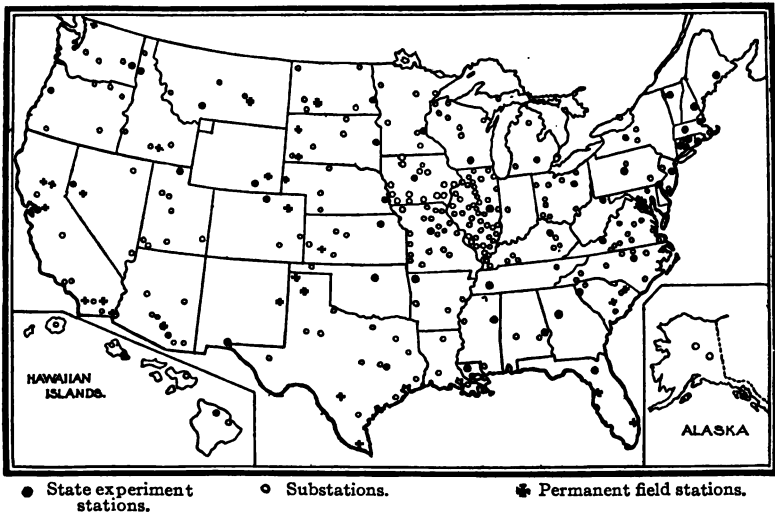 HAWAIIAN
ISLANDS.
ALASKA
State experiment
stations.
Substations.
Permanent field stations.